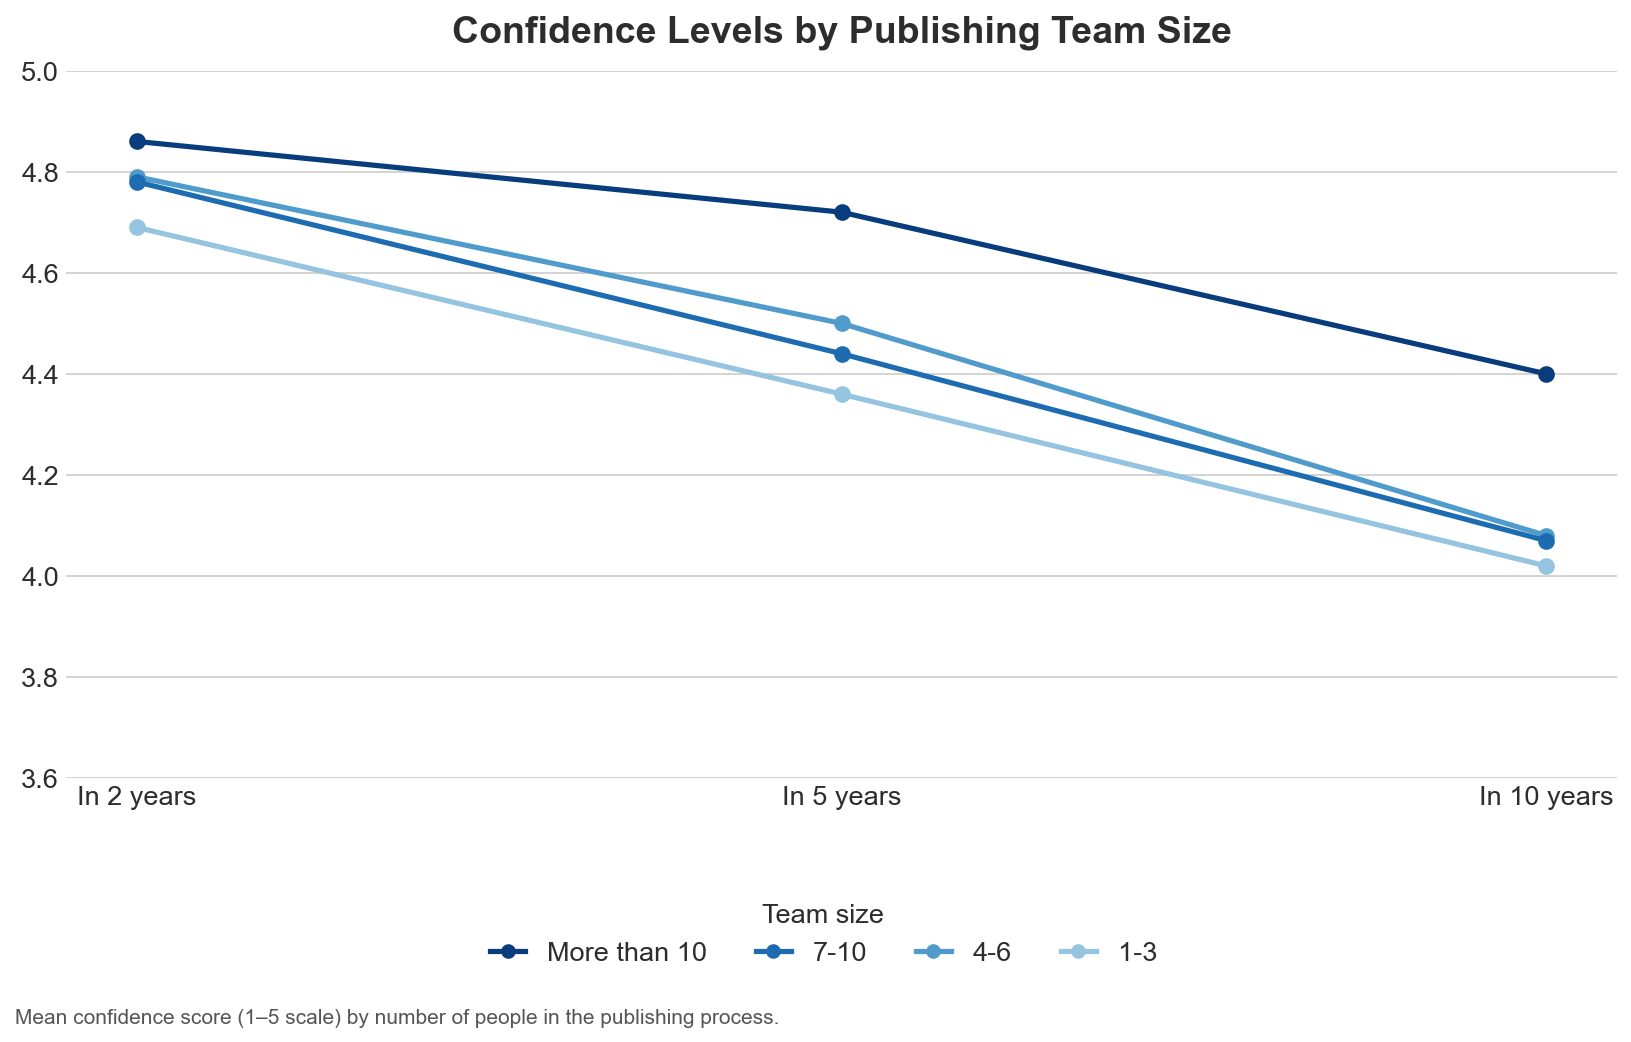 Confidence Levels by Publishing Team Size
5.0
4.8
4.6
4.4
4.2
4.0
3.8
3.6
In 2 years
In 5 years
In 10 years
Team size
More than 10
7-10
4-6
1-3
Mean confidence score (1–5 scale) by number of people in the publishing process.